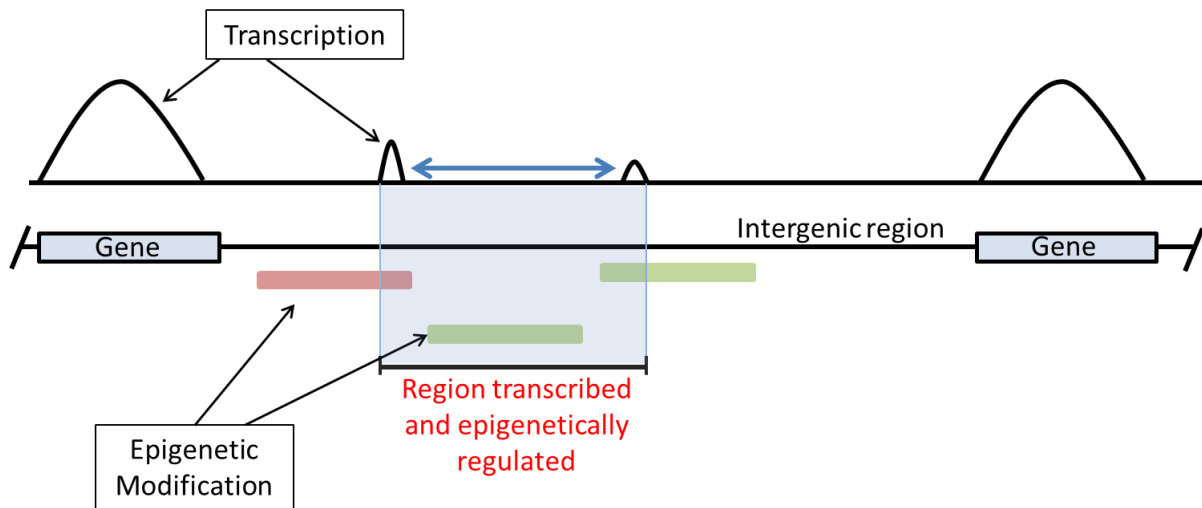 Transcription
Intergenic region
Gene
Gene
Region transcribed
and epigenetically
regulated
Epigenetic
Modification